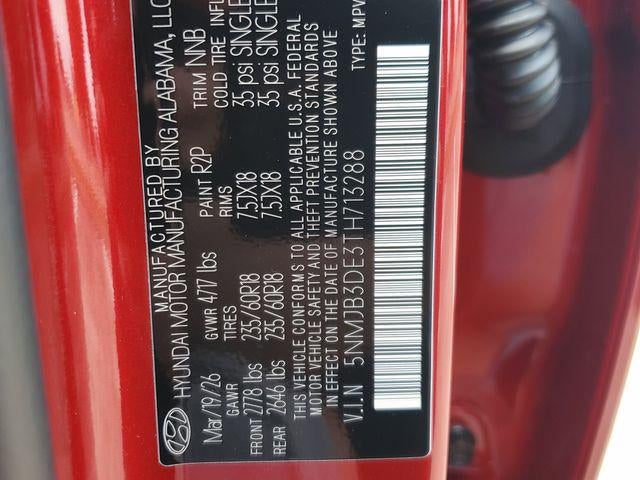 MANUFACTURED BY
HYUNDAI MOTOR MANUFACTURING ALABAMA, LLC
Mar/19/26 GVWR 4717 lbs PAINT R2P TRIM NNB
GAWR TIRES RIMS COLD TIRE INFL
FRONT 2778 lbs 235/60R18 7.5JX18 35 psi SINGLE
REAR 2646 lbs 235/60R18 7.5JX18 35 psi SINGLE
THIS VEHICLE CONFORMS TO ALL APPLICABLE U.S.A. FEDERAL
MOTOR VEHICLE SAFETY AND THEFT PREVENTION STANDARDS
IN EFFECT ON THE DATE OF MANUFACTURE SHOWN ABOVE
V.I.N 5NMJB3DE3TH713288 TYPE MPV